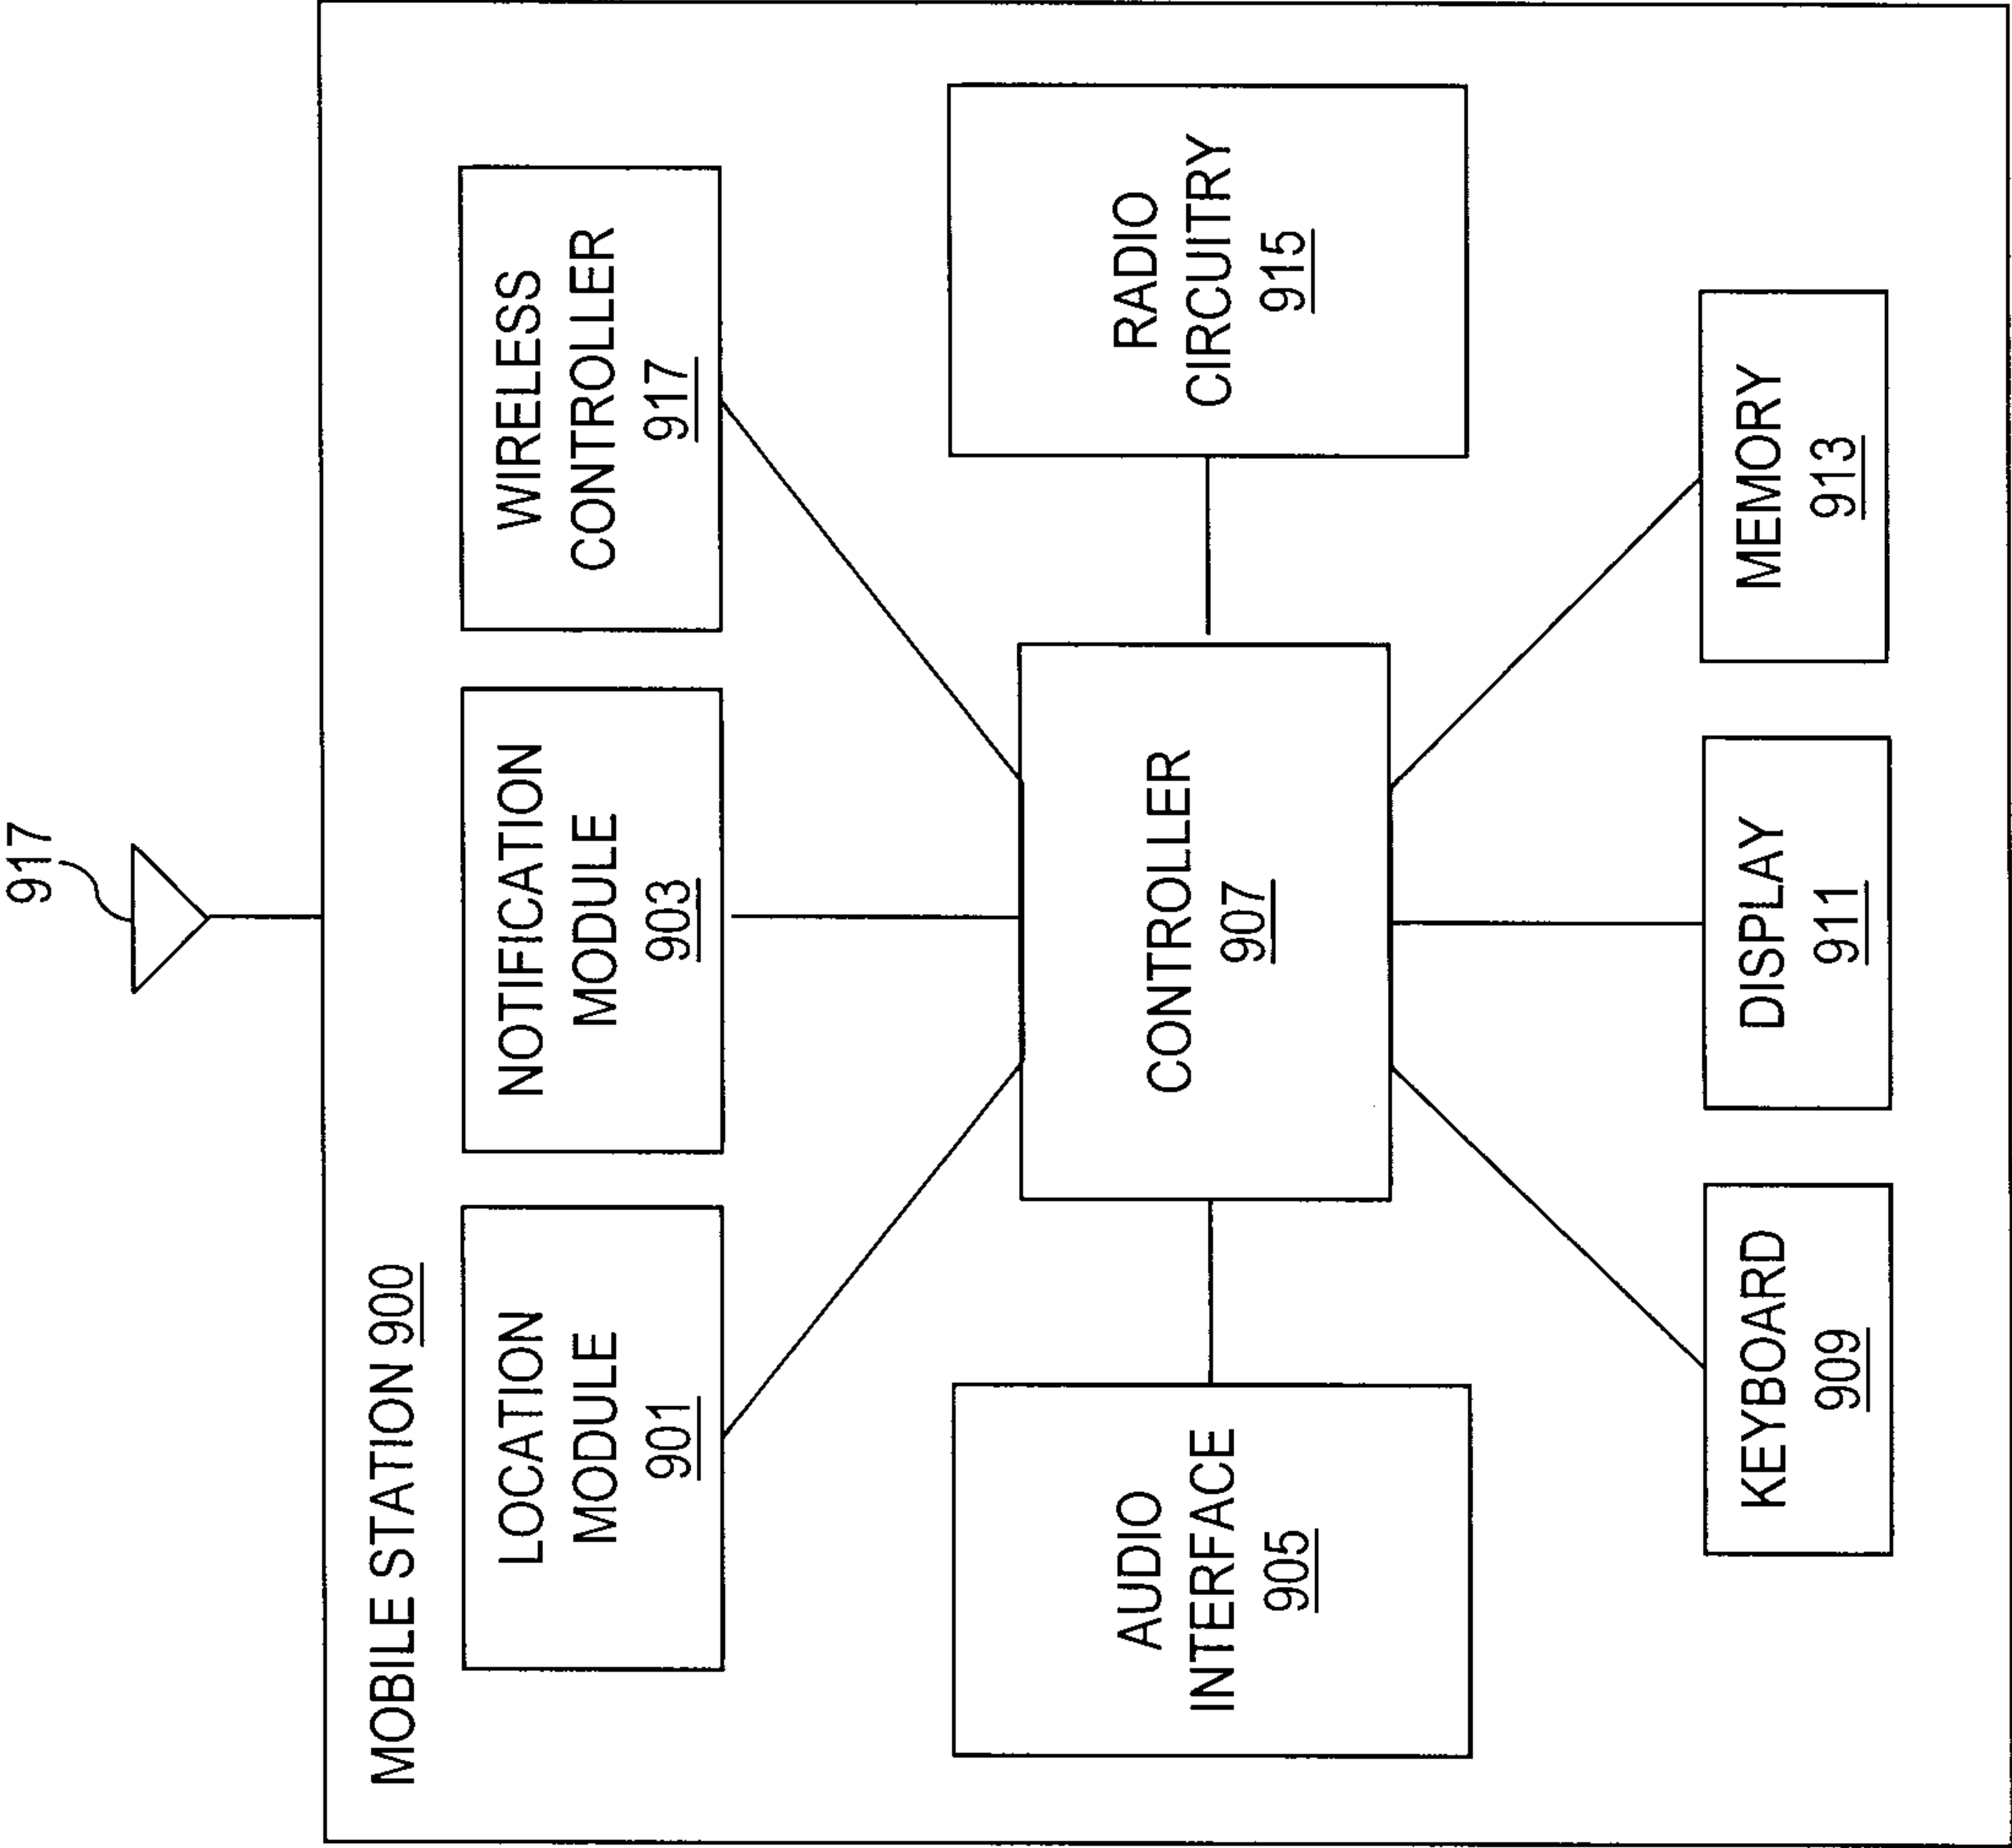 917
MOBILE STATION 900
LOCATION
MODULE
901
NOTIFICATION
MODULE
903
WIRELESS
CONTROLLER
917
AUDIO
INTERFACE
905
CONTROLLER
907
RADIO
CIRCUITRY
915
KEYBOARD
909
DISPLAY
911
MEMORY
913